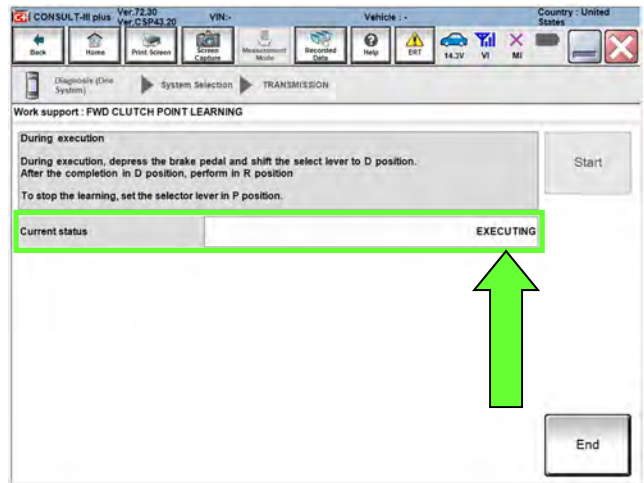 CONSULT-III plus Ver.72.30 VIN:- Vehicle : - Country : United
Ver.CSP43.20 States
Back Home Print Screen Screen Capture Measurement Mode Recorded Data Help ERT 14.3V VI MI
Diagnosis (One System) System Selection TRANSMISSION
Work support : FWD CLUTCH POINT LEARNING
During execution
During execution, depress the brake pedal and shift the select lever to D position.
After the completion in D position, perform in R position
To stop the learning, set the selector lever in P position.
Start
Current status EXECUTING
End